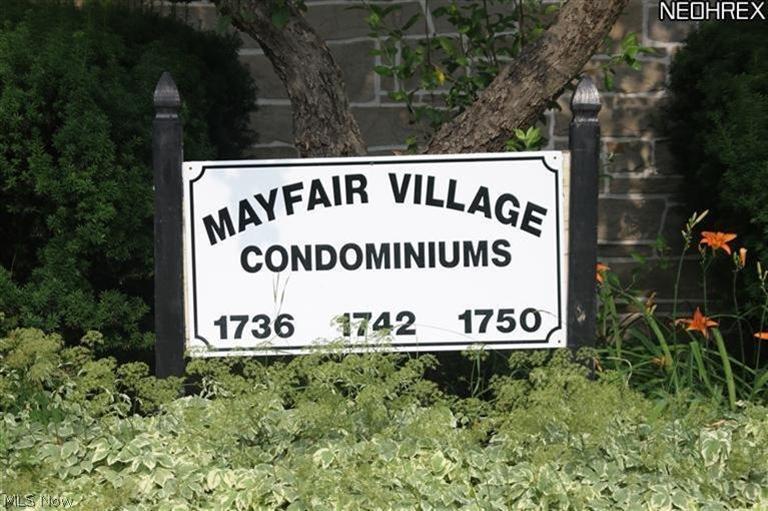 NEOHREX
MAYFAIR VILLAGE
CONDOMINIUMS
1736 1742 1750
MLS Now